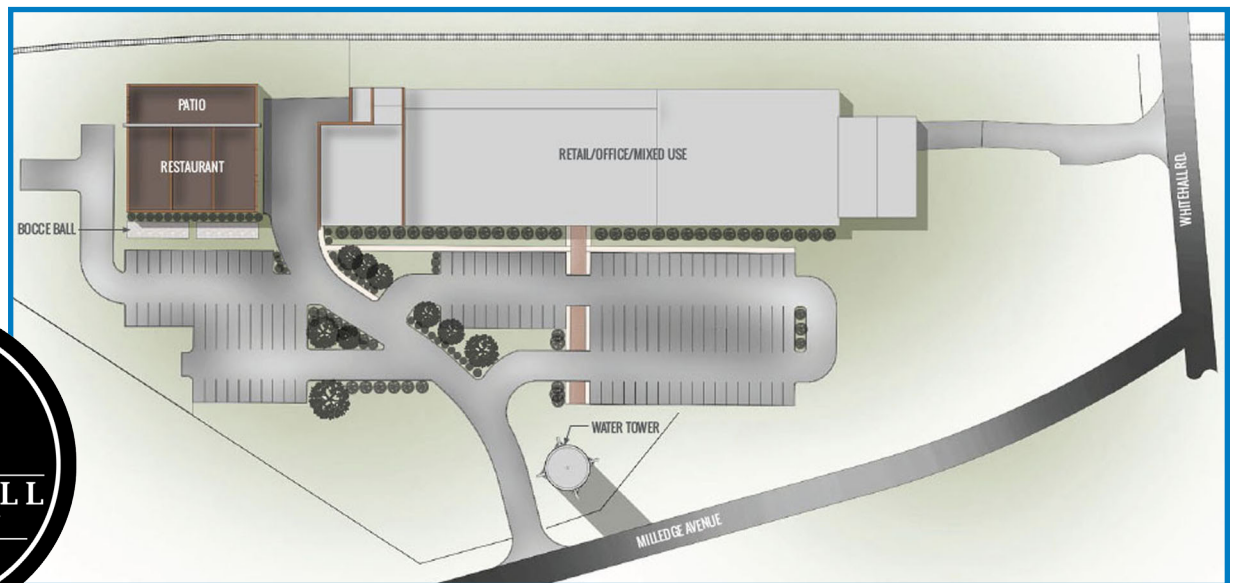 PATIO
RESTAURANT
RETAIL/OFFICE/MIXED USE
BOCCE BALL
WHITEHALL RD.
WATER TOWER
MILLEDGE AVENUE
LL